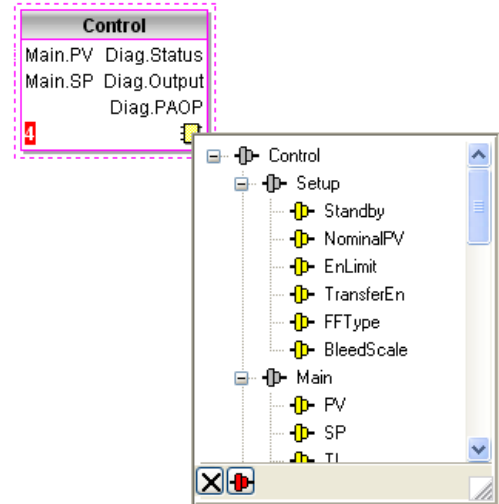 Control
Main.PV Diag.Status
Main.SP Diag.Output
Diag.PAOP
4
Control
Setup
Standby
NominalPV
EnLimit
TransferEn
FFType
BleedScale
Main
PV
SP